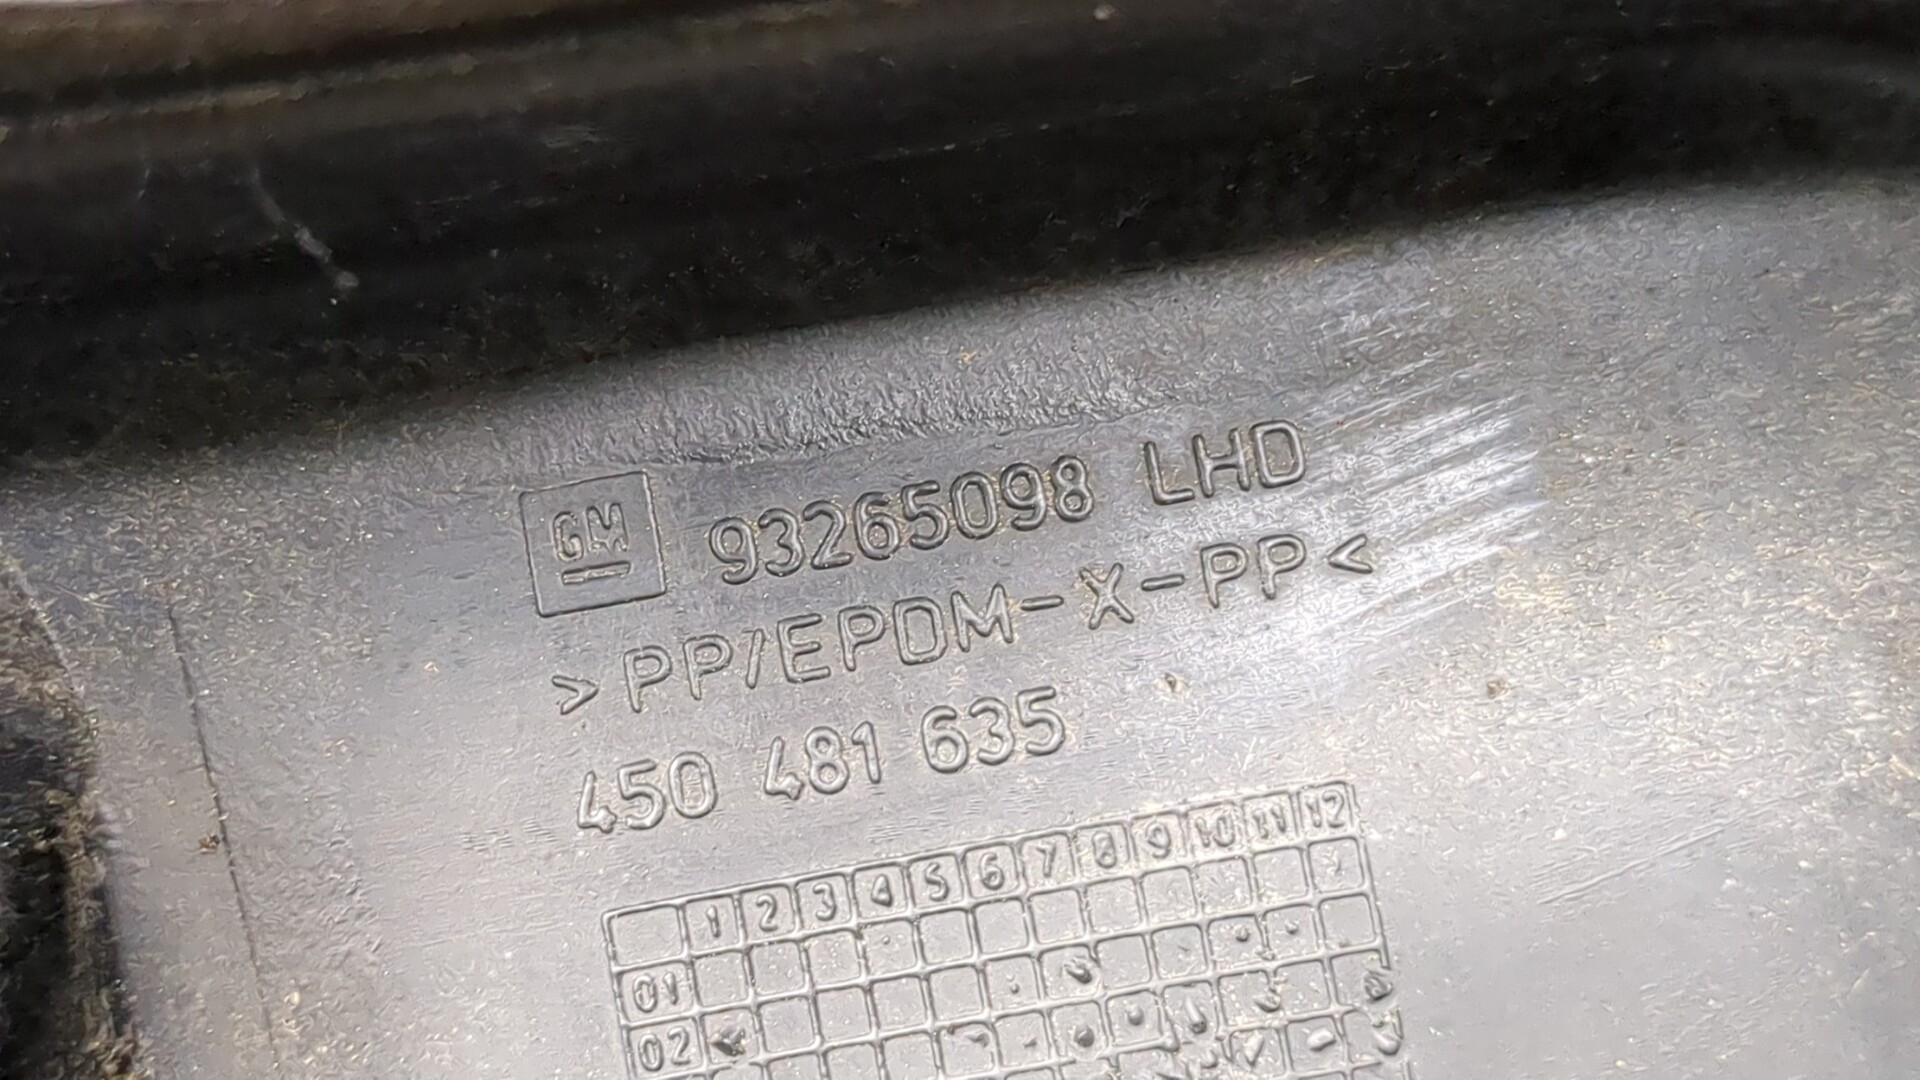 GM 93265098 LHD
>PP/EPDM-X-PP<
450 481 635
1 2 3 4 5 6 7 8 9 10 11 12
01
02